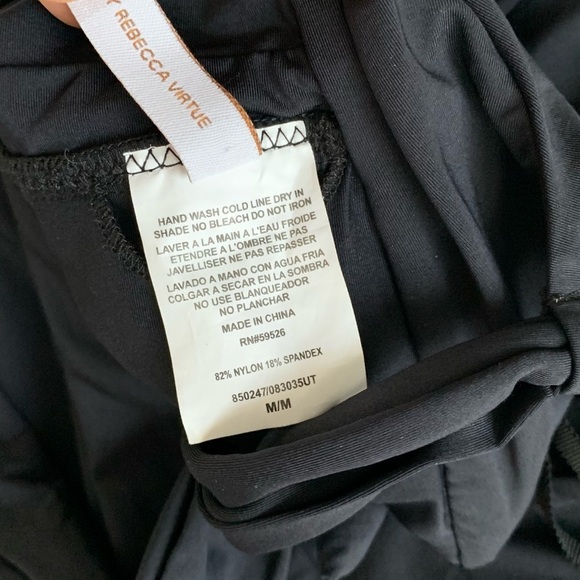 Y REBECCA VIRTUE
HAND WASH COLD LINE DRY IN
SHADE NO BLEACH DO NOT IRON
LAVER A LA MAIN A L'EAU FROIDE
ETENDRE A L'OMBRE NE PAS
JAVELLISER NE PAS REPASSER
LAVADO A MANO CON AGUA FRIA
COLGAR A SECAR EN LA SOMBRA
NO USE BLANQUEADOR
NO PLANCHAR
MADE IN CHINA
RN#59526
82% NYLON 18% SPANDEX
850247/083035UT
M/M